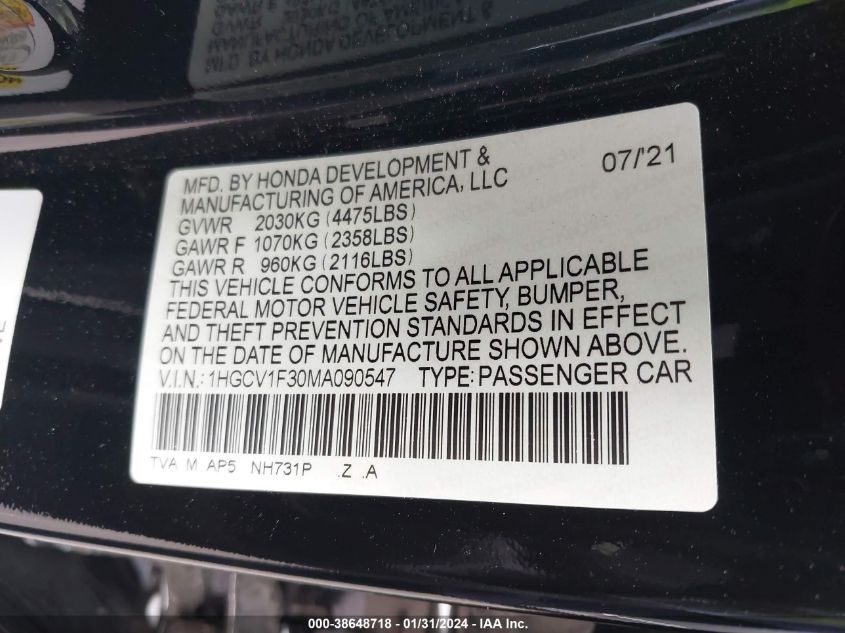 MFD. BY HONDA DEVELOPMENT & 07/'21
MANUFACTURING OF AMERICA, LLC
GVWR 2030KG (4475LBS)
GAWR F 1070KG (2358LBS)
GAWR R 960KG (2116LBS)
THIS VEHICLE CONFORMS TO ALL APPLICABLE
FEDERAL MOTOR VEHICLE SAFETY, BUMPER,
AND THEFT PREVENTION STANDARDS IN EFFECT
ON THE DATE OF MANUFACTURE SHOWN ABOVE.
V.I.N.: 1HGCV1F30MA090547 TYPE: PASSENGER CAR
TVA M AP5 NH731P .Z .A
000-38648718 - 01/31/2024 - IAA Inc.